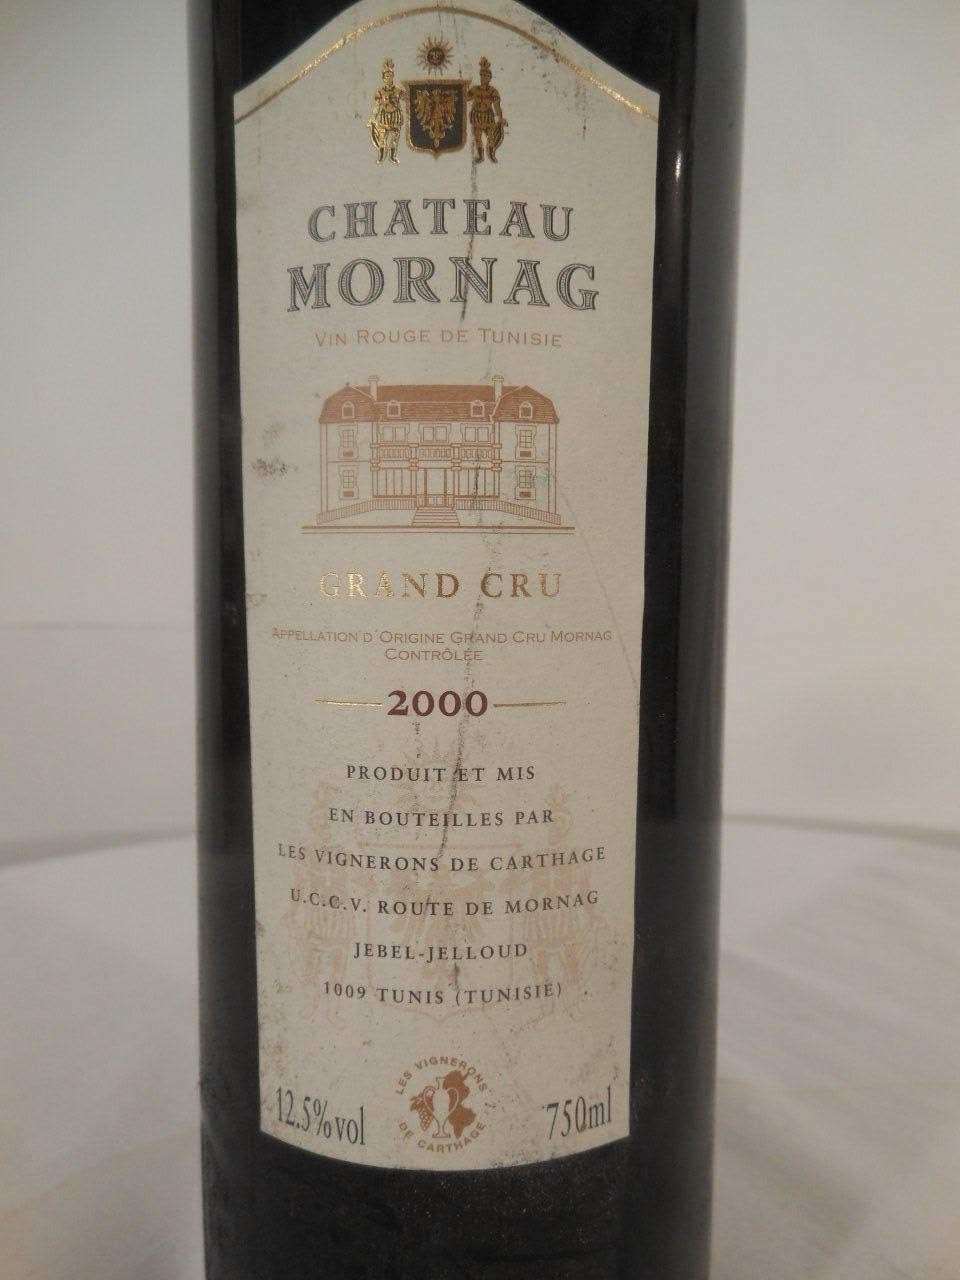 CHATEAU
MORNAG
VIN ROUGE DE TUNISIE
GRAND CRU
APPELLATION D'ORIGINE GRAND CRU MORNAG
CONTRÔLÉE
2000
PRODUIT ET MIS
EN BOUTEILLES PAR
LES VIGNERONS DE CARTHAGE
U.C.C.V. ROUTE DE MORNAG
JEBEL-JELLOUD
1009 TUNIS (TUNISIE)
LES VIGNERONS
DE CARTHAGE
12.5%vol
750ml